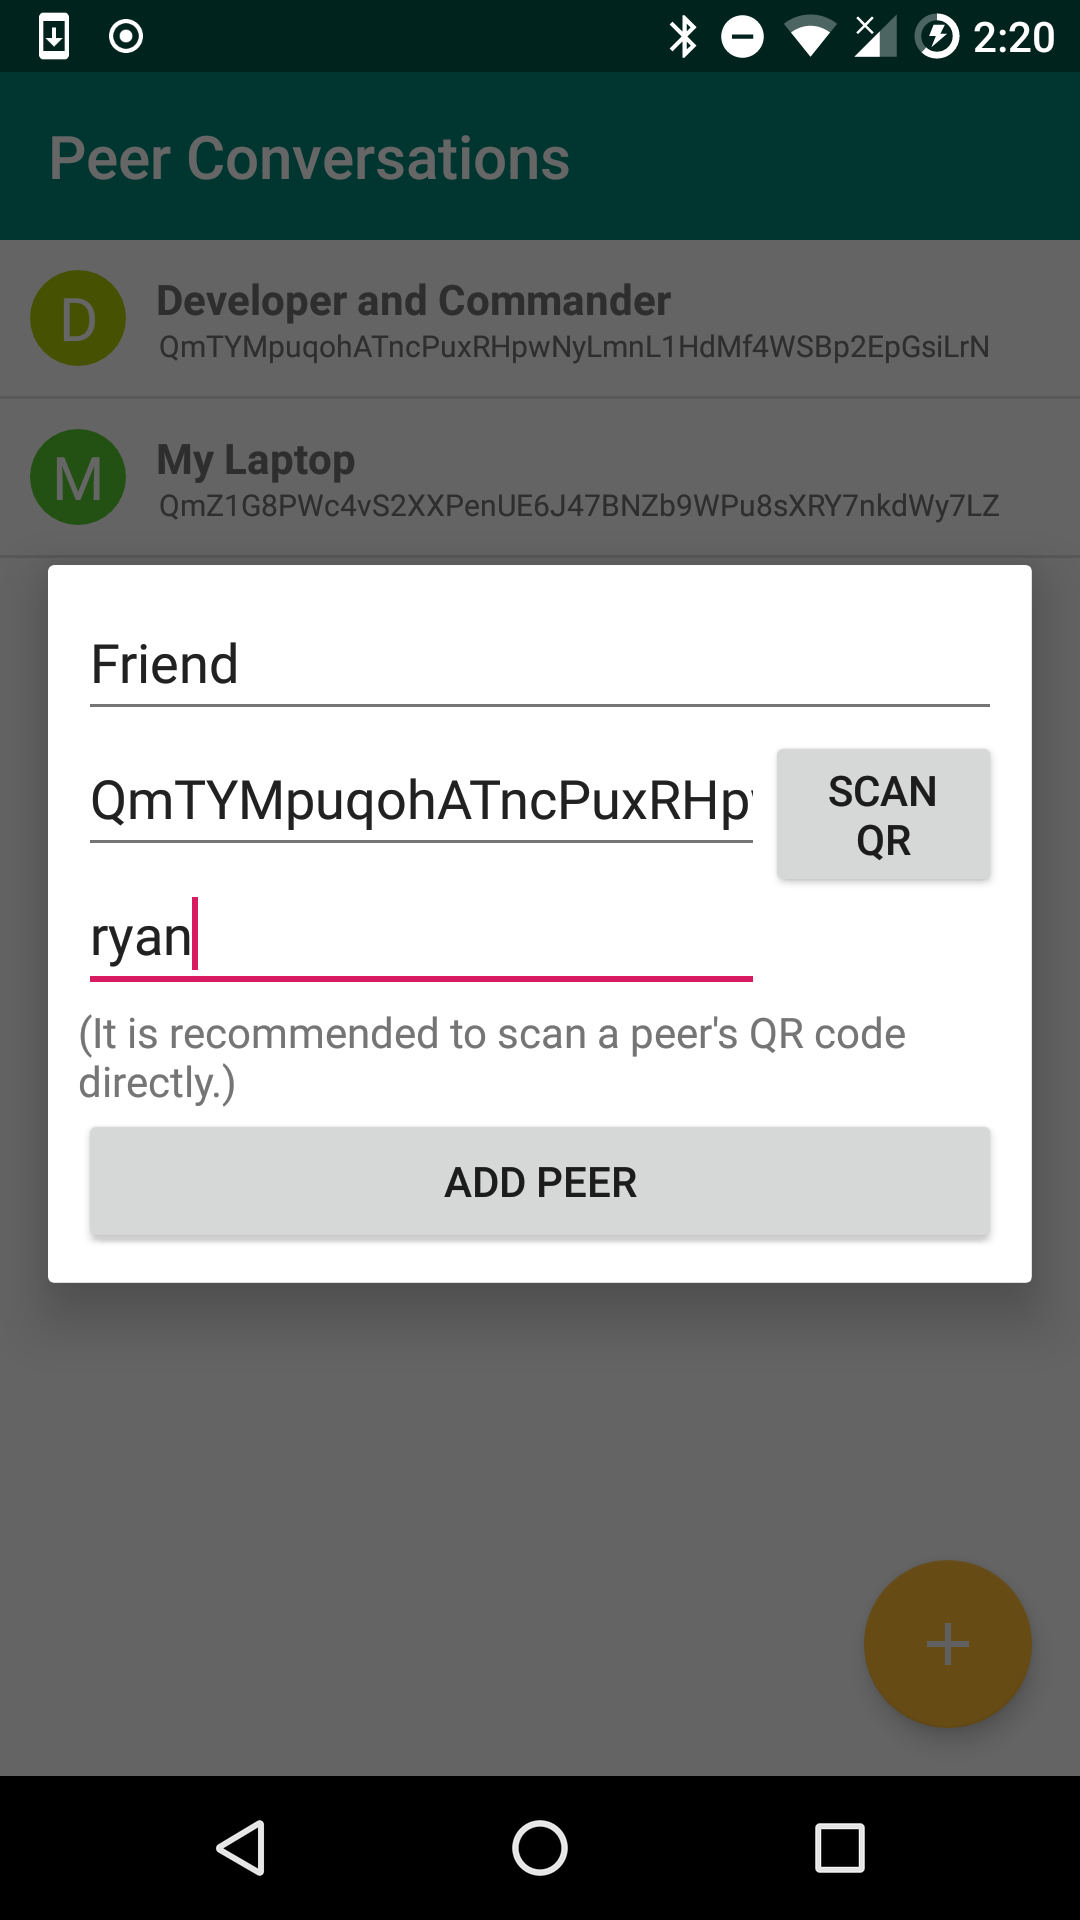 2:20
Peer Conversations
D
Developer and Commander
QmTYMpuqohATncPuxRHpwNyLmnL1HdMf4WSBp2EpGsiLrN
M
My Laptop
QmZ1G8PWc4vS2XXPenUE6J47BNZb9WPu8sXRY7nkdWy7LZ
Friend
QmTYMpuqohATncPuxRHp
SCAN
QR
ryan
(It is recommended to scan a peer's QR code
directly.)
ADD PEER